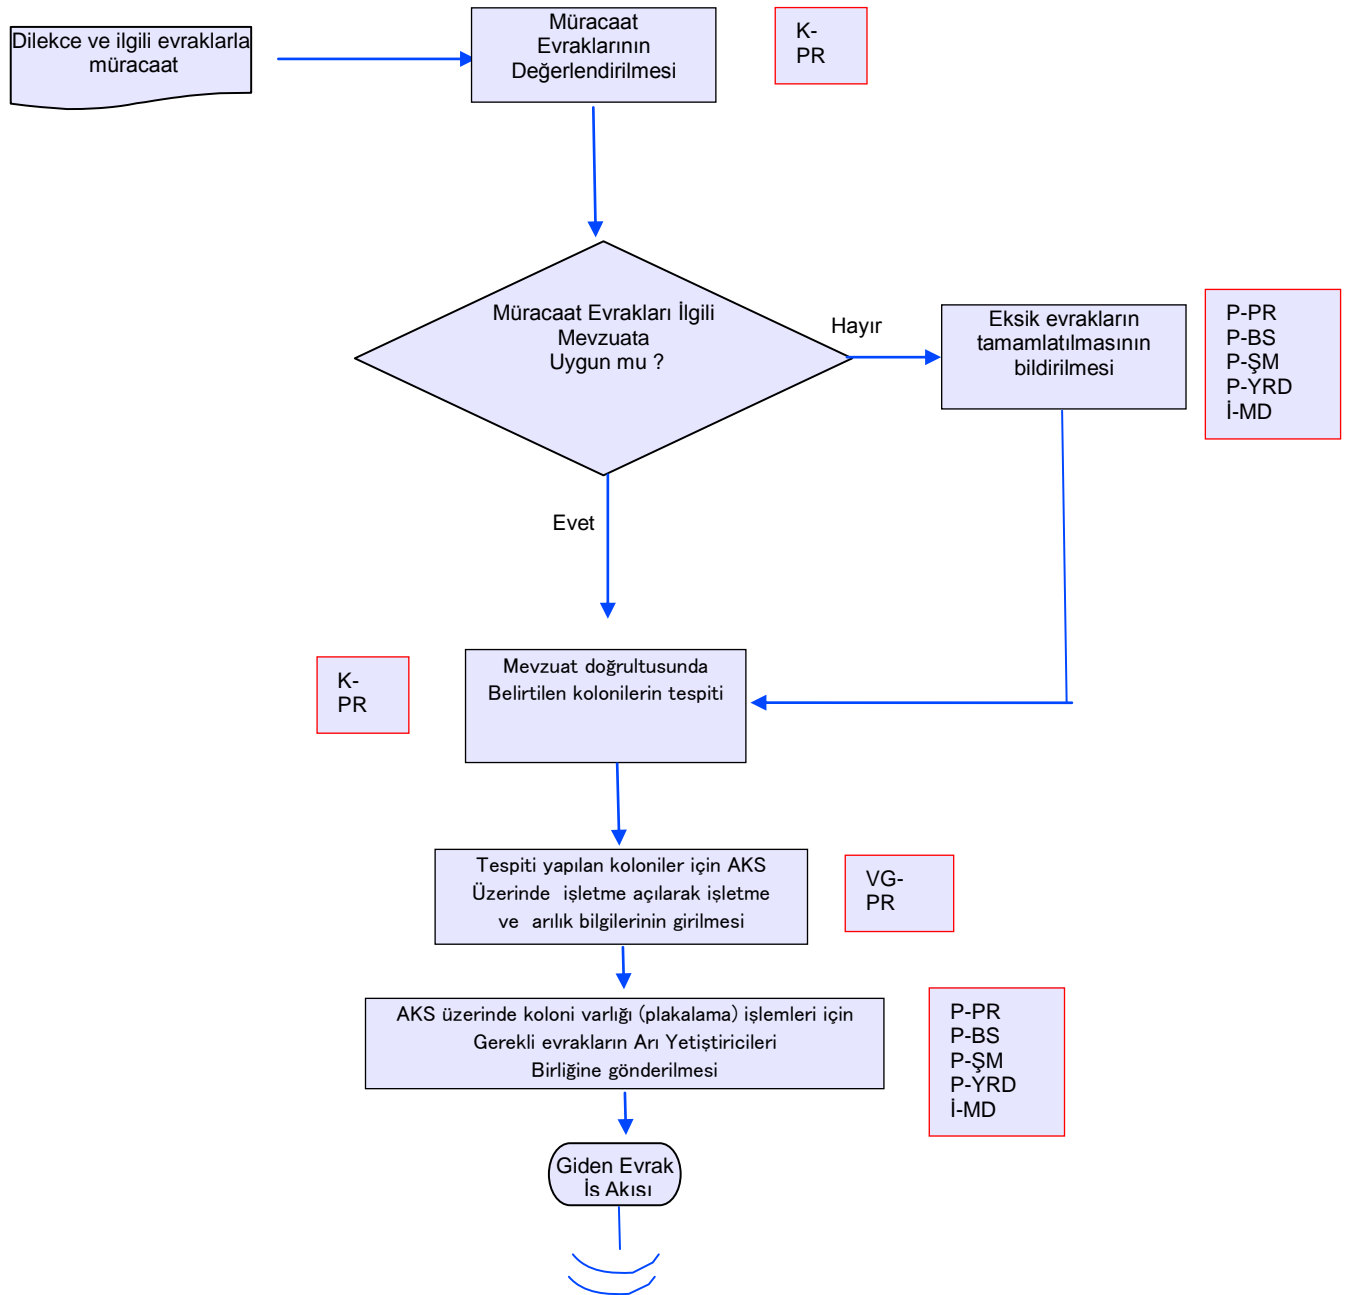 Dilekce ve ilgili evraklarla
müracaat
Müracaat
Evraklarının
Değerlendirilmesi
K-
PR
Müracaat Evrakları İlgili
Mevzuata
Uygun mu ?
Hayır
Eksik evrakların
tamamlatılmasının
bildirilmesi
P-PR
P-BS
P-ŞM
P-YRD
İ-MD
Evet
K-
PR
Mevzuat doğrultusunda
Belirtilen kolonilerin tespiti
Tespiti yapılan koloniler için AKS
Üzerinde işletme açılarak işletme
ve arılık bilgilerinin girilmesi
VG-
PR
AKS üzerinde koloni varlığı (plakalama) işlemleri için
Gerekli evrakların Arı Yetiştiricileri
Birliğine gönderilmesi
P-PR
P-BS
P-ŞM
P-YRD
İ-MD
Giden Evrak
İş Akışı